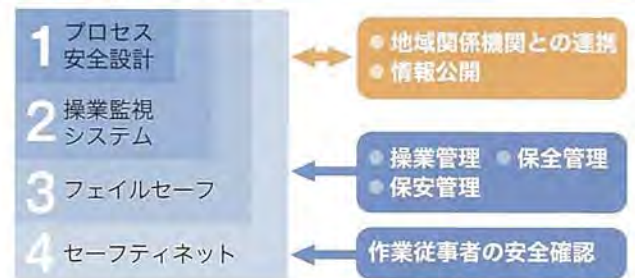 1 プロセス
安全設計
2 操業監視
システム
3 フェイルセーフ
4 セーフティネット
● 地域関係機関との連携
● 情報公開
● 操業管理 ● 保全管理
● 保安管理
作業従事者の安全確認